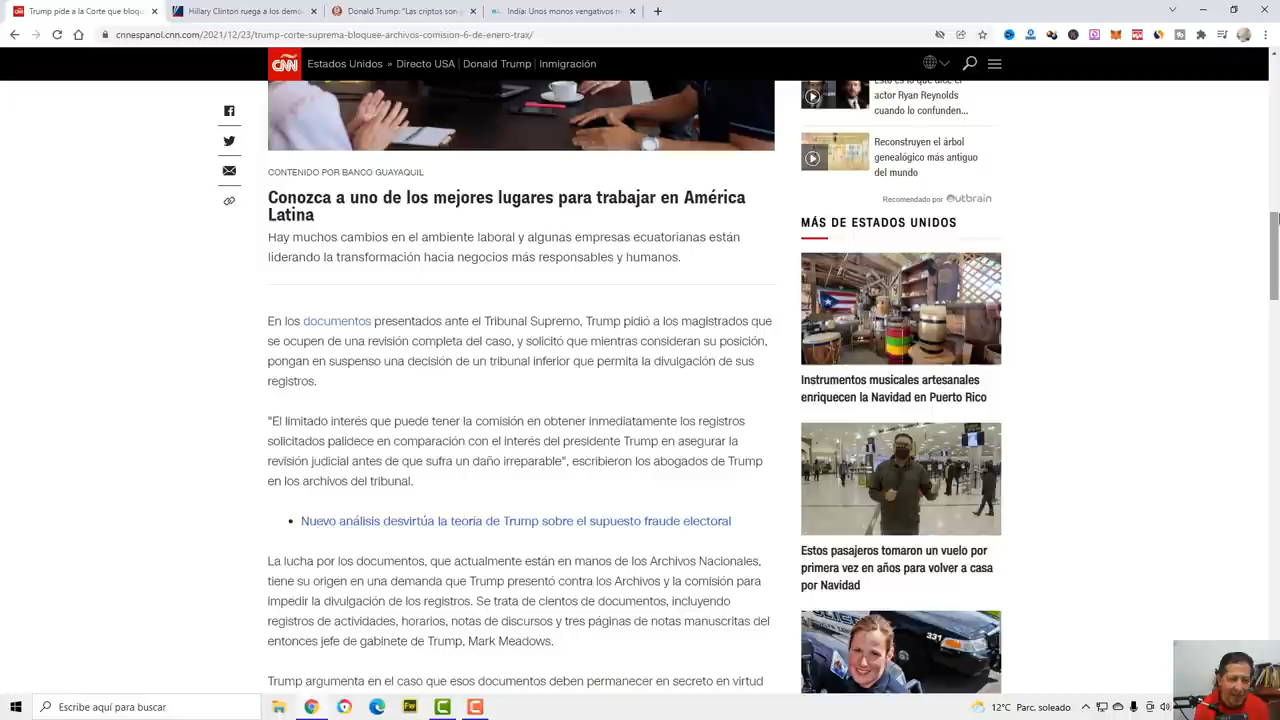 Trump pide a la Corte que bloq
Hillary Clinton ruega a los demo
Donald Trump: "Las criptos son g
India: Unos monos vengativos m
cnnespanol.cnn.com/2021/12/23/trump-corte-suprema-bloquee-archivos-comision-6-de-enero-trax/
CNN
Estados Unidos » Directo USA | Donald Trump | Inmigración
actor Ryan Reynolds
cuando lo confunden...
Reconstruyen el árbol
genealógico más antiguo
del mundo
Recomendado por Outbrain
CONTENIDO POR BANCO GUAYAQUIL
Conozca a uno de los mejores lugares para trabajar en América
Latina
Hay muchos cambios en el ambiente laboral y algunas empresas ecuatorianas están
liderando la transformación hacia negocios más responsables y humanos.
En los documentos presentados ante el Tribunal Supremo, Trump pidió a los magistrados que
se ocupen de una revisión completa del caso, y solicitó que mientras consideran su posición,
pongan en suspenso una decisión de un tribunal inferior que permita la divulgación de sus
registros.
"El limitado interés que puede tener la comisión en obtener inmediatamente los registros
solicitados palidece en comparación con el interés del presidente Trump en asegurar la
revisión judicial antes de que sufra un daño irreparable", escribieron los abogados de Trump
en los archivos del tribunal.
• Nuevo análisis desvirtúa la teoría de Trump sobre el supuesto fraude electoral
La lucha por los documentos, que actualmente están en manos de los Archivos Nacionales,
tiene su origen en una demanda que Trump presentó contra los Archivos y la comisión para
impedir la divulgación de los registros. Se trata de cientos de documentos, incluyendo
registros de actividades, horarios, notas de discursos y tres páginas de notas manuscritas del
entonces jefe de gabinete de Trump, Mark Meadows.
Trump argumenta en el caso que esos documentos deben permanecer en secreto en virtud
MÁS DE ESTADOS UNIDOS
Instrumentos musicales artesanales
enriquecen la Navidad en Puerto Rico
Estos pasajeros tomaron un vuelo por
primera vez en años para volver a casa
por Navidad
331
Escribe aquí para buscar
Fw
12°C Parc. soleado